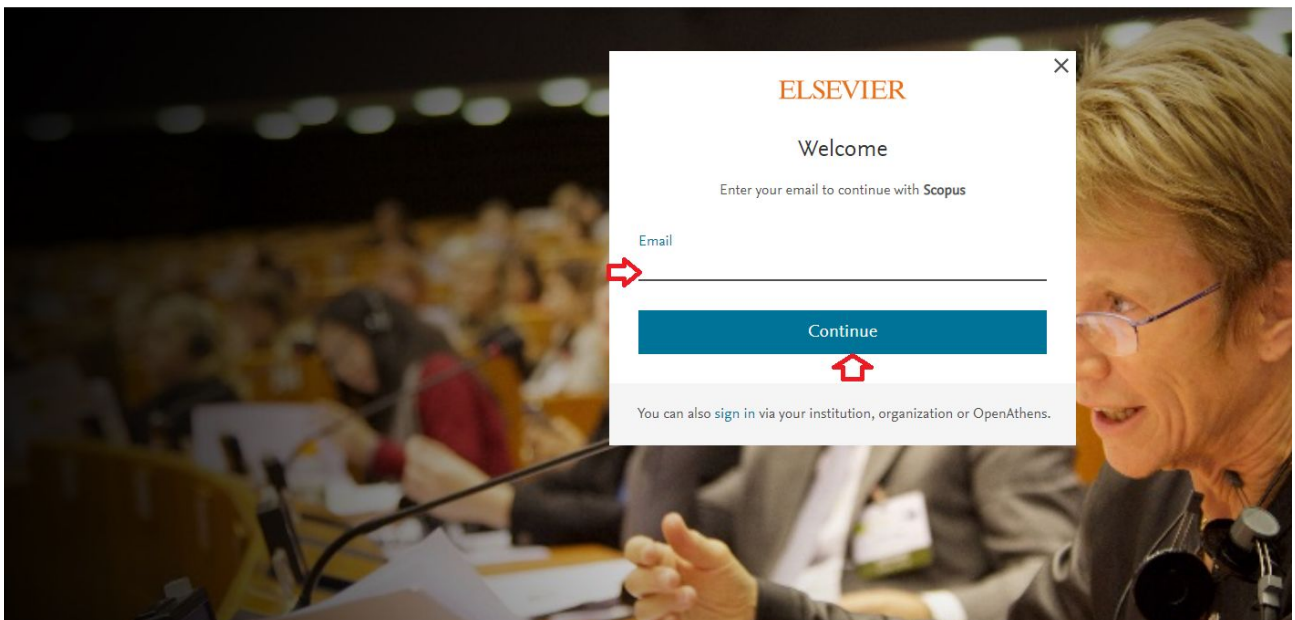 ELSEVIER
Welcome
Enter your email to continue with Scopus
Email
Continue
You can also sign in via your institution, organization or OpenAthens.